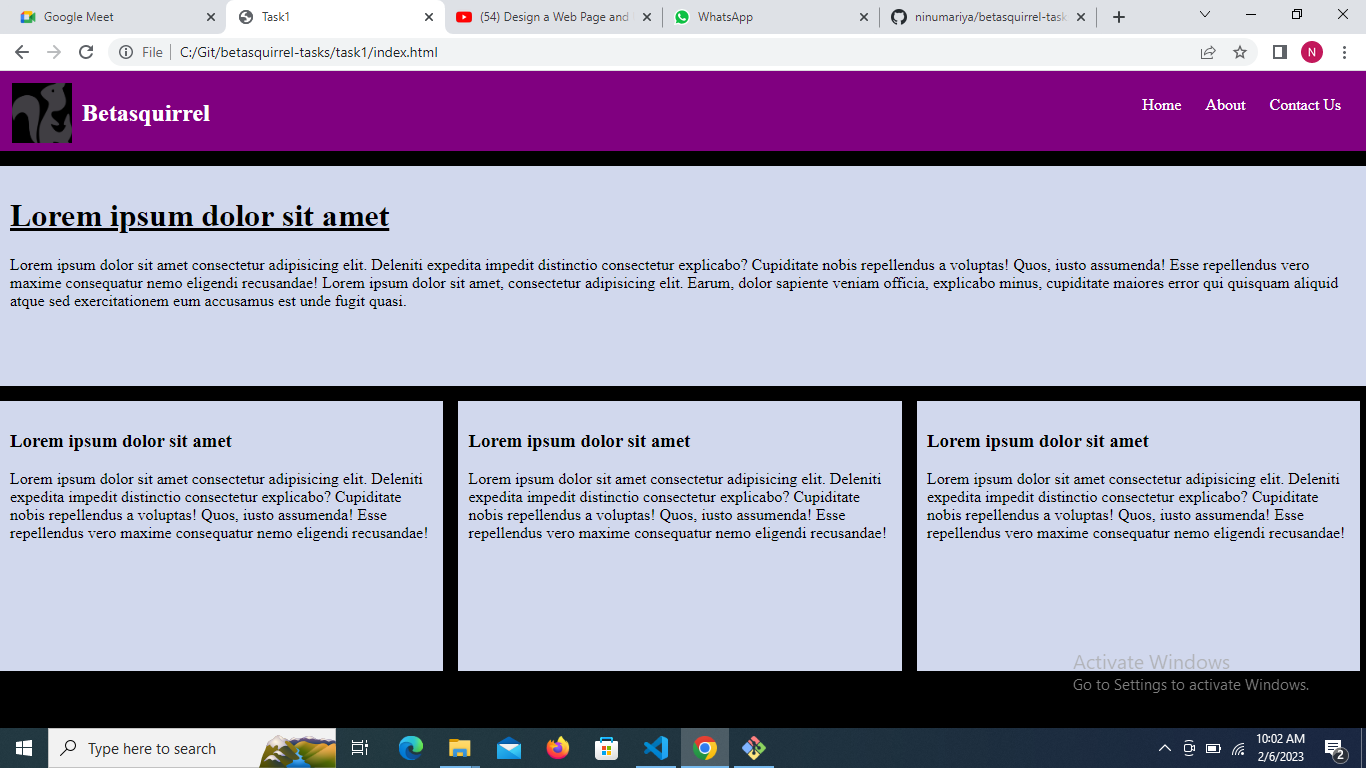 Google Meet
Task1
(54) Design a Web Page and
WhatsApp
ninumariya/betasquirrel-task
File
C:/Git/betasquirrel-tasks/task1/index.html
N
Betasquirrel
Home About Contact Us
Lorem ipsum dolor sit amet
Lorem ipsum dolor sit amet consectetur adipisicing elit. Deleniti expedita impedit distinctio consectetur explicabo? Cupiditate nobis repellendus a voluptas! Quos, iusto assumenda! Esse repellendus vero
maxime consequatur nemo eligendi recusandae! Lorem ipsum dolor sit amet, consectetur adipisicing elit. Earum, dolor sapiente veniam officia, explicabo minus, cupiditate maiores error qui quisquam aliquid
atque sed exercitationem eum accusamus est unde fugit quasi.
Lorem ipsum dolor sit amet
Lorem ipsum dolor sit amet consectetur adipisicing elit. Deleniti
expedita impedit distinctio consectetur explicabo? Cupiditate
nobis repellendus a voluptas! Quos, iusto assumenda! Esse
repellendus vero maxime consequatur nemo eligendi recusandae!
Lorem ipsum dolor sit amet
Lorem ipsum dolor sit amet consectetur adipisicing elit. Deleniti
expedita impedit distinctio consectetur explicabo? Cupiditate
nobis repellendus a voluptas! Quos, iusto assumenda! Esse
repellendus vero maxime consequatur nemo eligendi recusandae!
Lorem ipsum dolor sit amet
Lorem ipsum dolor sit amet consectetur adipisicing elit. Deleniti
expedita impedit distinctio consectetur explicabo? Cupiditate
nobis repellendus a voluptas! Quos, iusto assumenda! Esse
repellendus vero maxime consequatur nemo eligendi recusandae!
Activate Windows
Go to Settings to activate Windows.
Type here to search
10:02 AM
2/6/2023
2